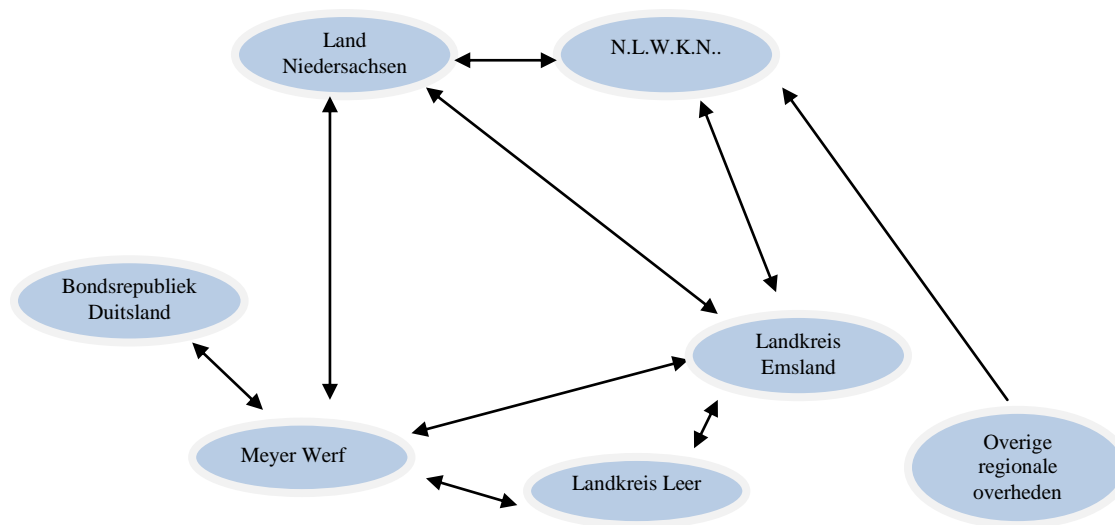 Land
Niedersachsen
N.L.W.K.N..
Bondsrepubliek
Duitsland
Landkreis
Emsland
Meyer Werf
Landkreis Leer
Overige
regionale
overheden